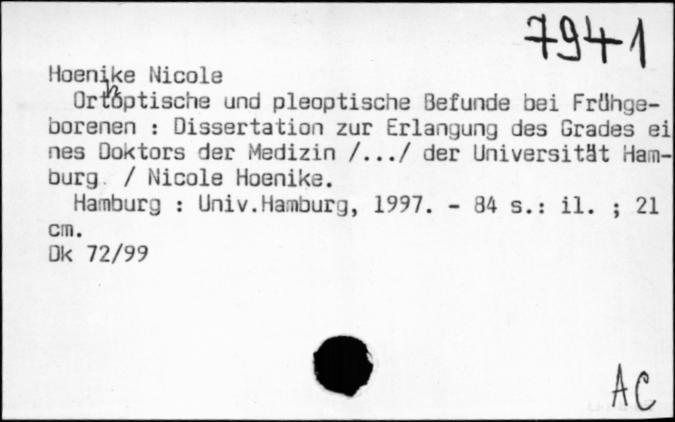 7941
Hoenike Nicole
Orthoptische und pleoptische Befunde bei Frühge-
borenen : Dissertation zur Erlangung des Grades ei
nes Doktors der Medizin /.../ der Universität Ham-
burg / Nicole Hoenike.
Hamburg : Univ.Hamburg, 1997. - 84 s.: il. ; 21
cm.
Dk 72/99
AC